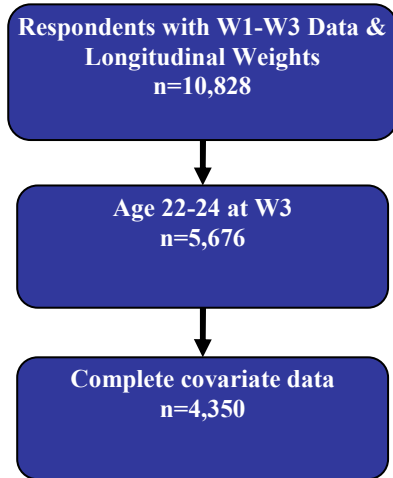 Respondents with W1-W3 Data &
Longitudinal Weights
n=10,828
Age 22-24 at W3
n=5,676
Complete covariate data
n=4,350